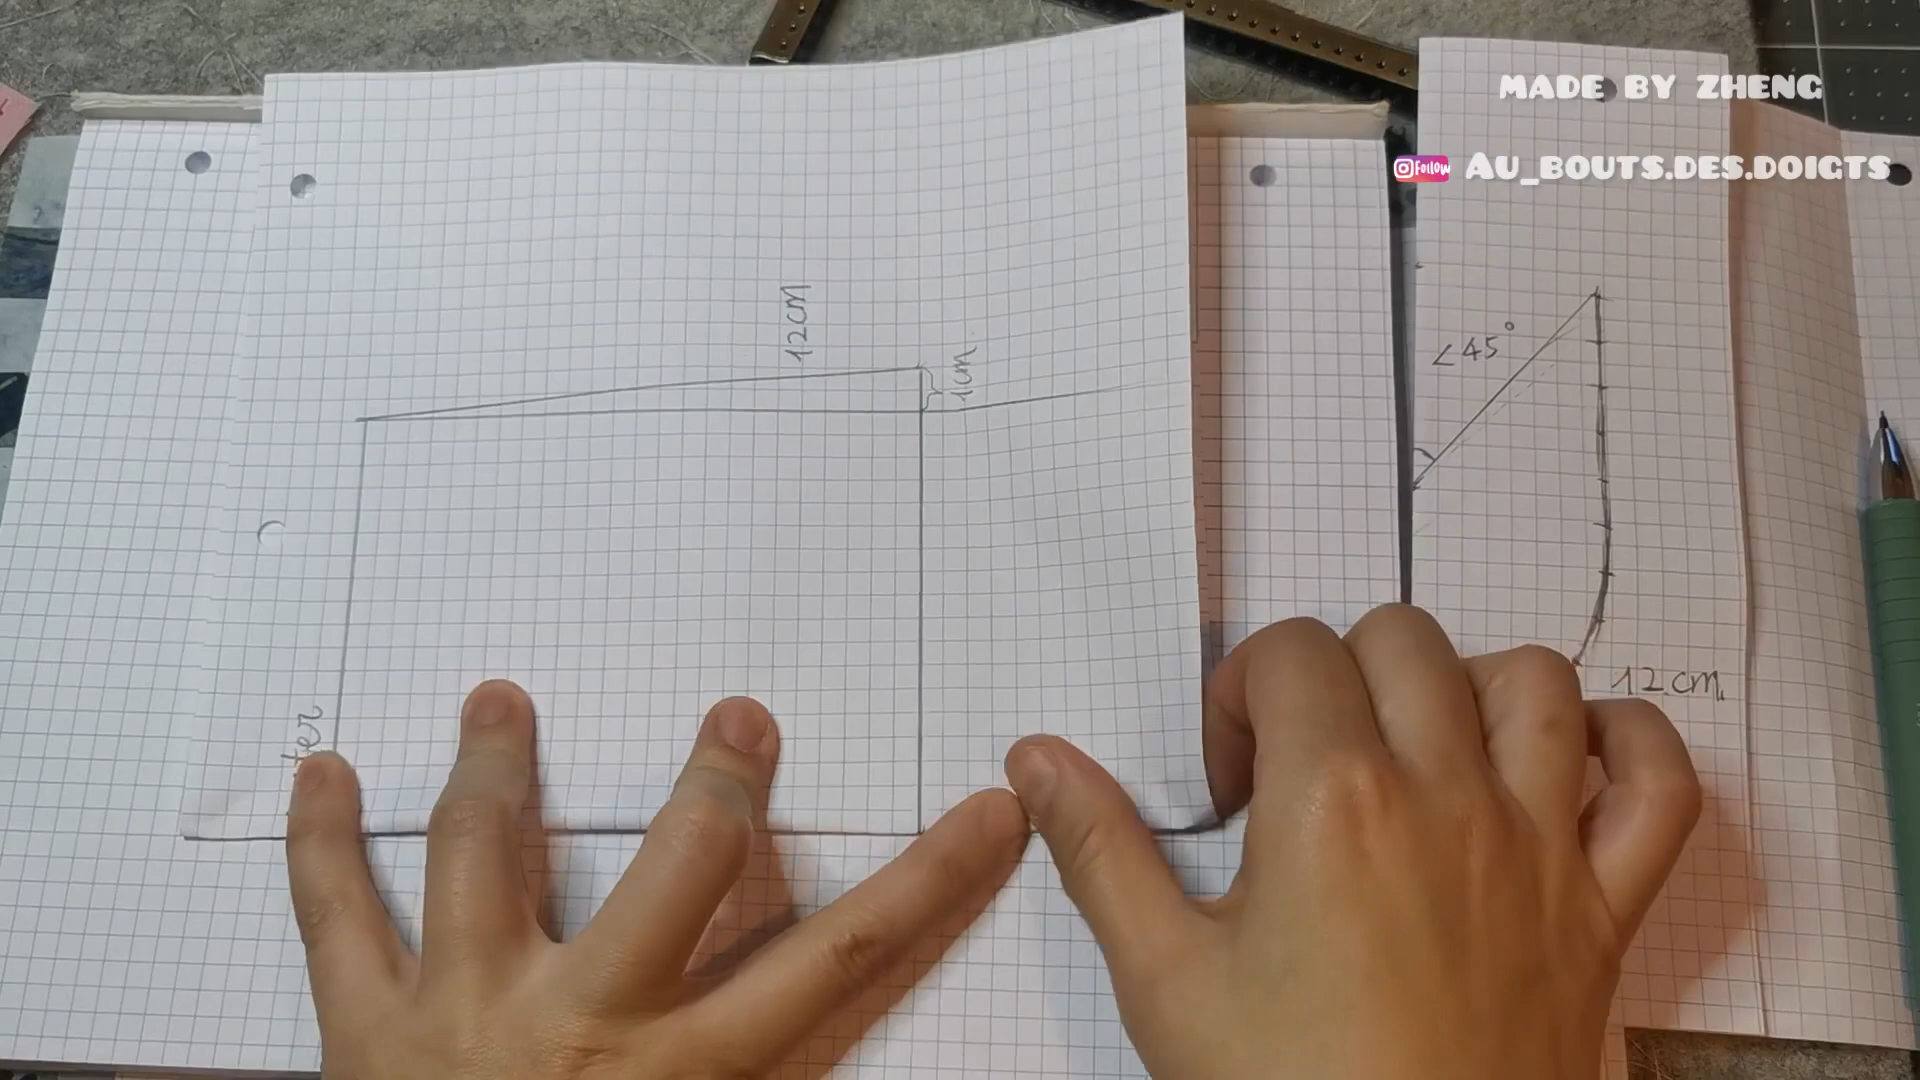 MADE BY ZHENG
Follow AU_BOUTS.DES.DOIGTS
12cm
1cm
∠45°
12 cm.